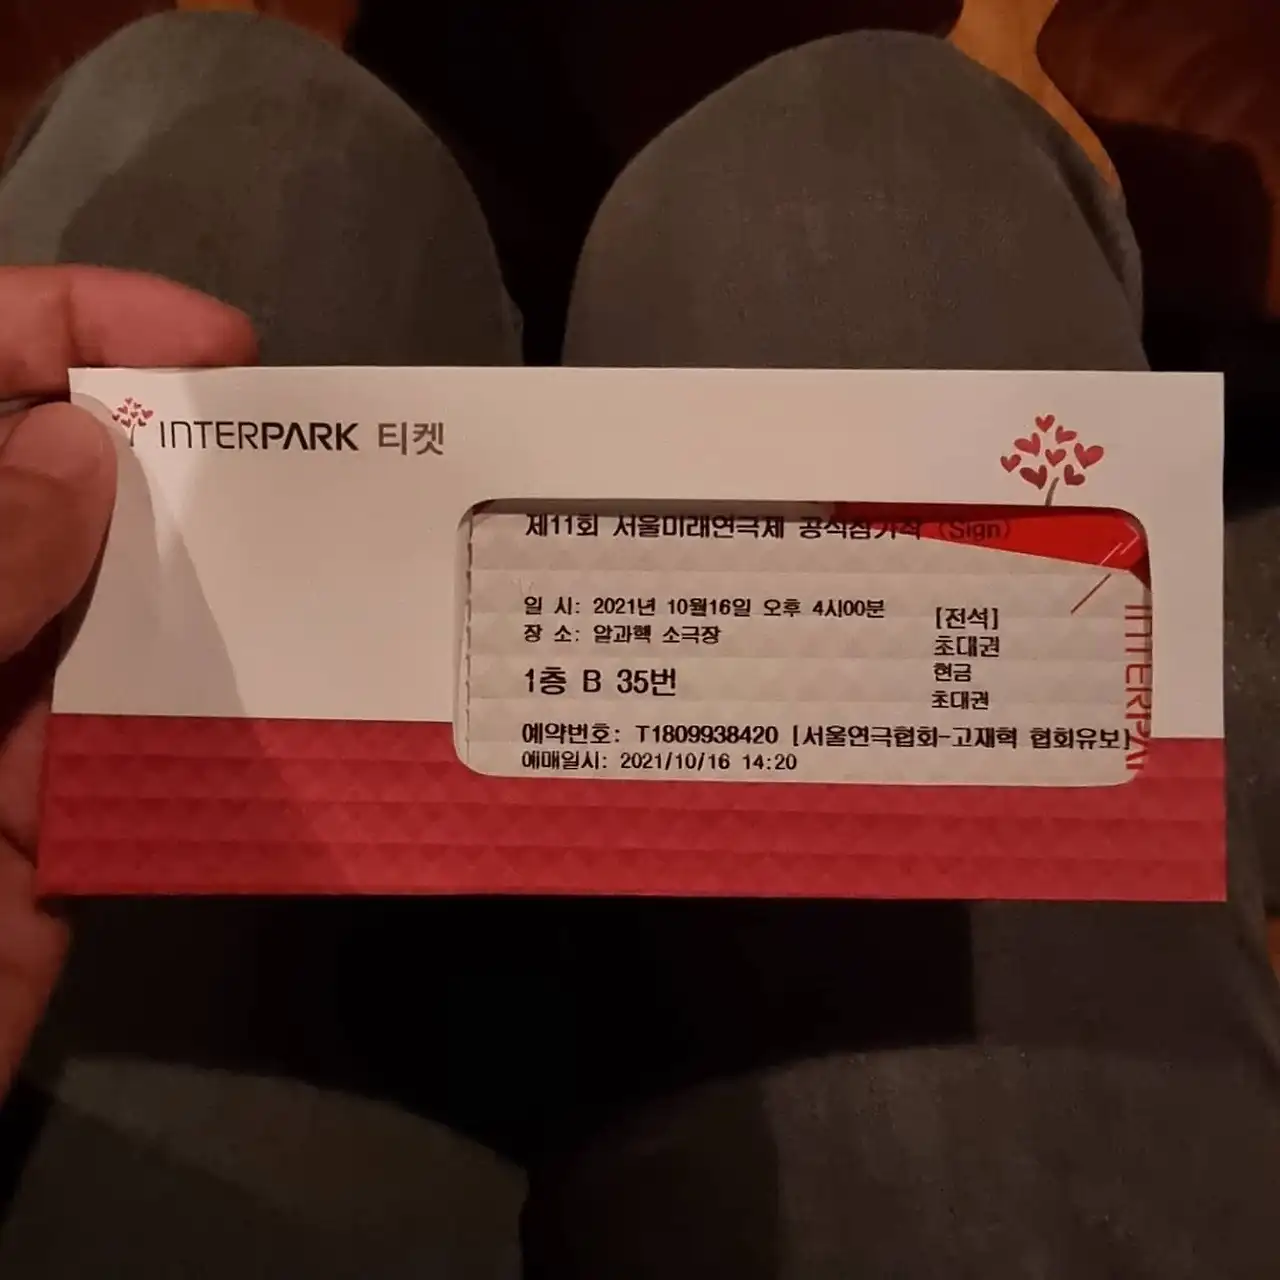 INTERPARK 티켓
제11회 서울미래연극제 공식참가작 (Sign)
일 시: 2021년 10월16일 오후 4시00분
장 소: 알과핵 소극장
1층 B 35번
[전석]
초대권
현금
초대권
예약번호: T1809938420 [서울연극협회-고재혁 협회유보]
예매일시: 2021/10/16 14:20
INTERPA